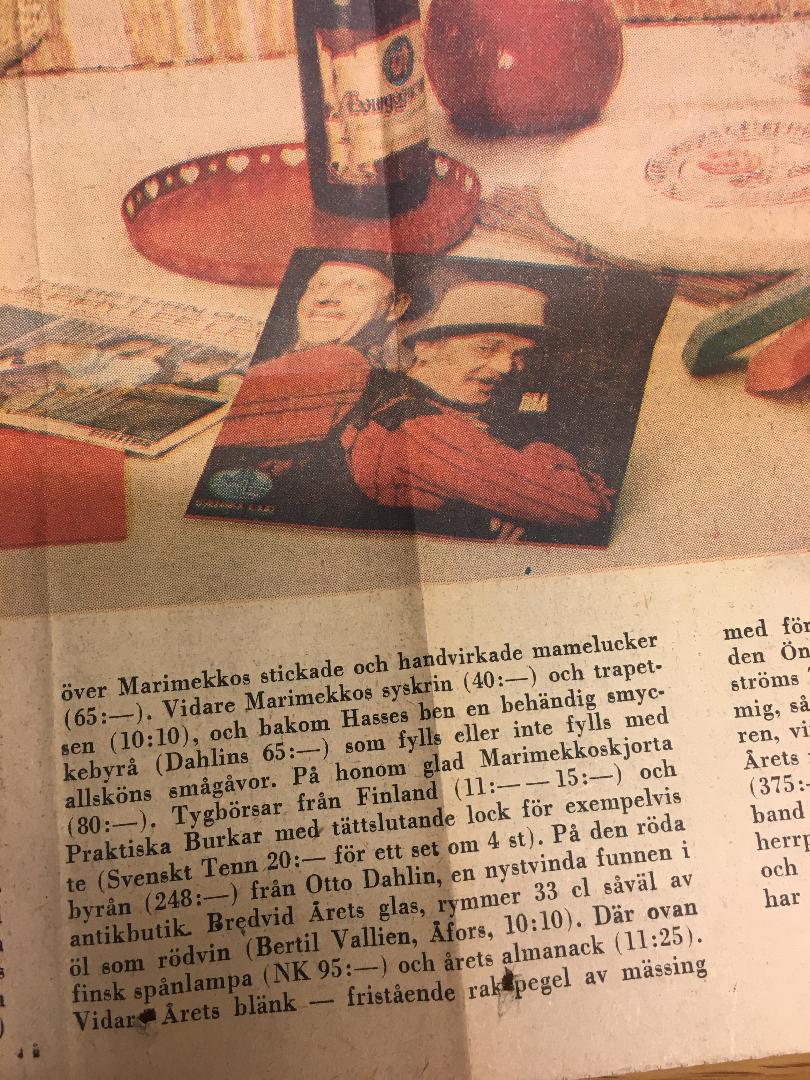 Bourgogne
över Marimekkos stickade och handvirkade mamelucker
(65:—). Vidare Marimekkos syskrin (40:—) och trapet-
sen (10:10), och bakom Hasses ben en behändig smyc-
kebyrå (Dahlins 65:—) som fylls eller inte fylls med
allsköns smågåvor. På honom glad Marimekkoskjorta
(80:—). Tygbörsar från Finland (11:— — 15:—) och
Praktiska Burkar med tättslutande lock för exempelvis
te (Svenskt Tenn 20:— för ett set om 4 st). På den röda
byrån (248:—) från Otto Dahlin, en nystvinda funnen i
antikbutik. Bredvid Årets glas, rymmer 33 cl såväl av
öl som rödvin (Bertil Vallien, Åfors, 10:10). Där ovan
finsk spånlampa (NK 95:—) och årets almanack (11:25).
Vidare Årets blänk — fristående rakspegel av mässing
med för
den Ön
ströms
mig, så
ren, vi
Årets
(375:-
band
herrp
och
har